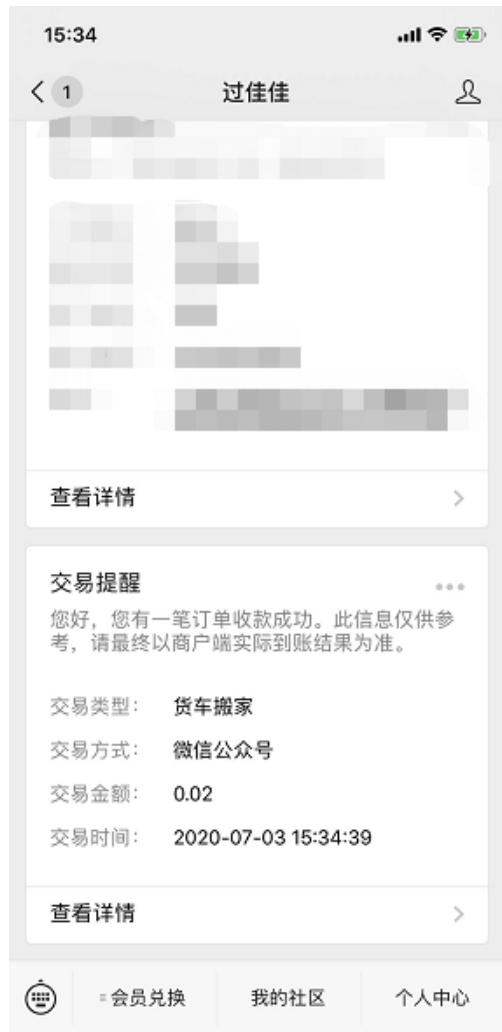 15:34
1
过佳佳
查看详情
交易提醒
您好，您有一笔订单收款成功。此信息仅供参
考，请最终以商户端实际到账结果为准。
交易类型： 货车搬家
交易方式： 微信公众号
交易金额： 0.02
交易时间： 2020-07-03 15:34:39
查看详情
会员兑换 我的社区 个人中心